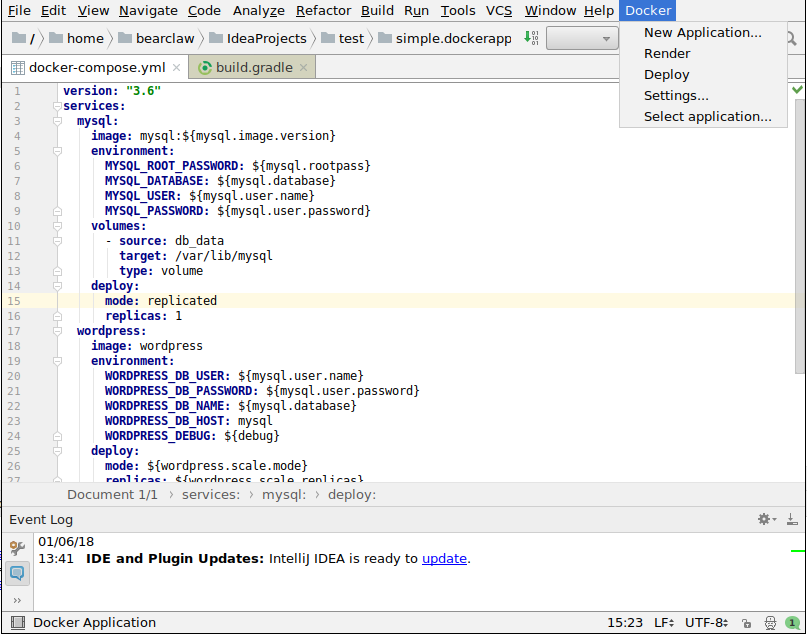 File Edit View Navigate Code Analyze Refactor Build Run Tools VCS Window Help Docker
/ home bearclaw IdeaProjects test simple.dockerapp
New Application...
Render
Deploy
Settings...
Select application...
docker-compose.yml build.gradle
1 version: "3.6"
2 services:
3 mysql:
4 image: mysql:${mysql.image.version}
5 environment:
6 MYSQL_ROOT_PASSWORD: ${mysql.rootpass}
7 MYSQL_DATABASE: ${mysql.database}
8 MYSQL_USER: ${mysql.user.name}
9 MYSQL_PASSWORD: ${mysql.user.password}
10 volumes:
11 - source: db_data
12 target: /var/lib/mysql
13 type: volume
14 deploy:
15 mode: replicated
16 replicas: 1
17 wordpress:
18 image: wordpress
19 environment:
20 WORDPRESS_DB_USER: ${mysql.user.name}
21 WORDPRESS_DB_PASSWORD: ${mysql.user.password}
22 WORDPRESS_DB_NAME: ${mysql.database}
23 WORDPRESS_DB_HOST: mysql
24 WORDPRESS_DEBUG: ${debug}
25 deploy:
26 mode: ${wordpress.scale.mode}
27 replicas: ${wordpress.scale.replicas}
Document 1/1 › services: › mysql: › deploy:
Event Log
01/06/18
13:41 IDE and Plugin Updates: IntelliJ IDEA is ready to update.
Docker Application 15:23 LF UTF-8 1